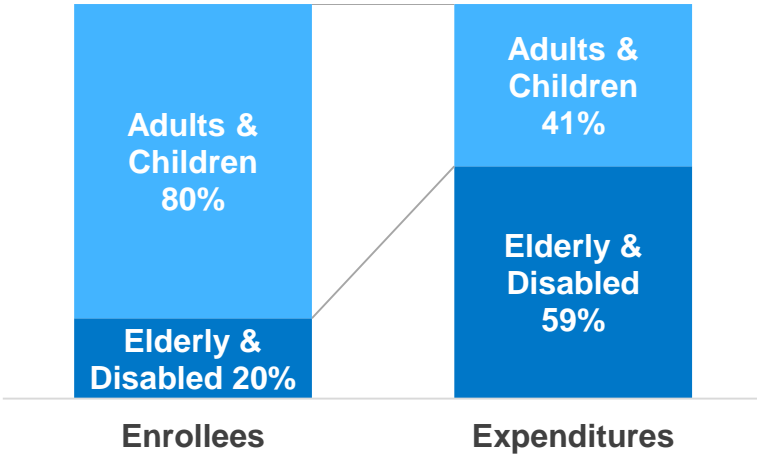 Adults &
Children
80%
Elderly &
Disabled 20%
Adults &
Children
41%
Elderly &
Disabled
59%
Enrollees
Expenditures